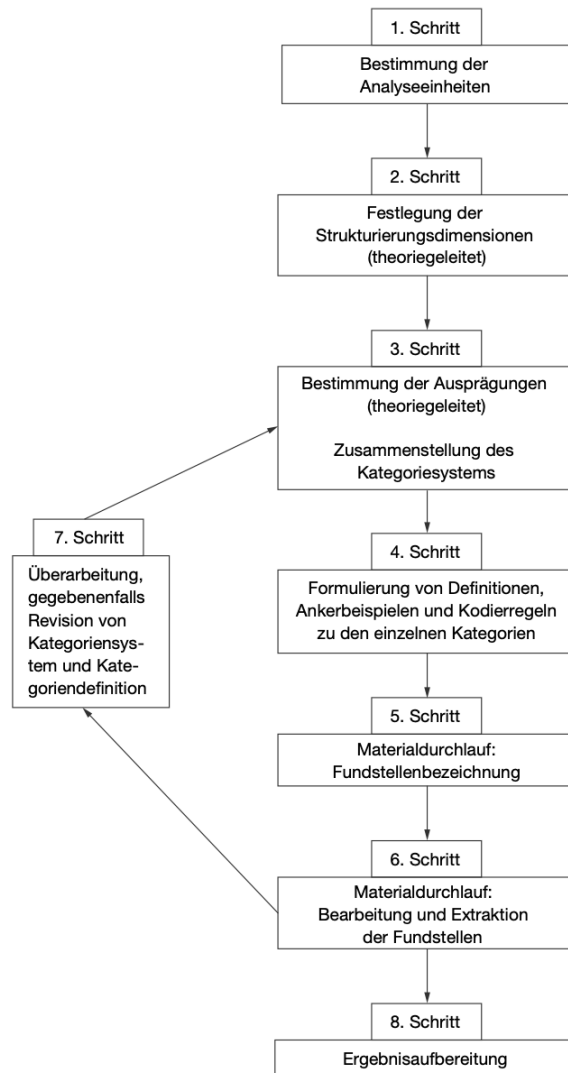 1. Schritt
Bestimmung der
Analyseeinheiten
2. Schritt
Festlegung der
Strukturierungsdimensionen
(theoriegeleitet)
3. Schritt
Bestimmung der Ausprägungen
(theoriegeleitet)
Zusammenstellung des
Kategoriesystems
4. Schritt
Formulierung von Definitionen,
Ankerbeispielen und Kodierregeln
zu den einzelnen Kategorien
5. Schritt
Materialdurchlauf:
Fundstellenbezeichnung
6. Schritt
Materialdurchlauf:
Bearbeitung und Extraktion
der Fundstellen
7. Schritt
Überarbeitung,
gegebenenfalls
Revision von
Kategoriensys-
tem und Kate-
goriendefinition
8. Schritt
Ergebnisaufbereitung